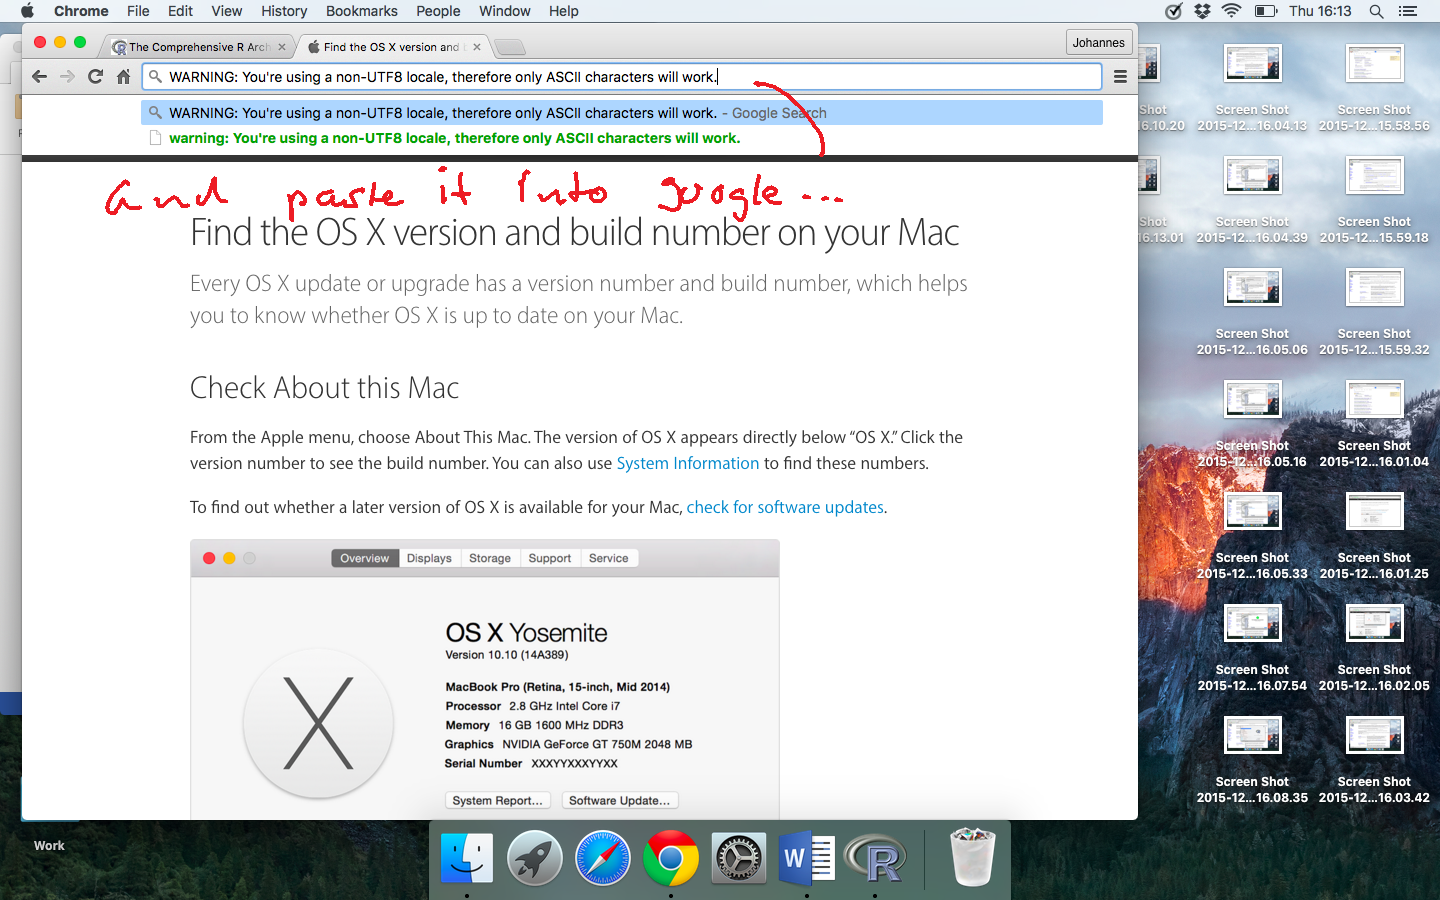 Chrome File Edit View History Bookmarks People Window Help
Thu 16:13
The Comprehensive R Arch
Find the OS X version and
Johannes
WARNING: You're using a non-UTF8 locale, therefore only ASCII characters will work.
WARNING: You're using a non-UTF8 locale, therefore only ASCII characters will work. - Google Search
warning: You're using a non-UTF8 locale, therefore only ASCII characters will work.
and paste it into google...
Find the OS X version and build number on your Mac
Every OS X update or upgrade has a version number and build number, which helps
you to know whether OS X is up to date on your Mac.
Check About this Mac
From the Apple menu, choose About This Mac. The version of OS X appears directly below “OS X.” Click the
version number to see the build number. You can also use System Information to find these numbers.
To find out whether a later version of OS X is available for your Mac, check for software updates.
Overview Displays Storage Support Service
OS X Yosemite
Version 10.10 (14A389)
MacBook Pro (Retina, 15-inch, Mid 2014)
Processor 2.8 GHz Intel Core i7
Memory 16 GB 1600 MHz DDR3
Graphics NVIDIA GeForce GT 750M 2048 MB
Serial Number XXXYYXXXYYXX
System Report...
Software Update...
Shot
16.10.20
Screen Shot
2015-12...16.04.13
Screen Shot
2015-12...15.58.56
Shot
16.13.01
Screen Shot
2015-12...16.04.39
Screen Shot
2015-12...15.59.18
Screen Shot
2015-12...16.05.06
Screen Shot
2015-12...15.59.32
Screen Shot
2015-12...16.05.16
Screen Shot
2015-12...16.01.04
Screen Shot
2015-12...16.05.33
Screen Shot
2015-12...16.01.25
Screen Shot
2015-12...16.07.54
Screen Shot
2015-12...16.02.05
Screen Shot
2015-12...16.08.35
Screen Shot
2015-12...16.03.42
Work
W
R